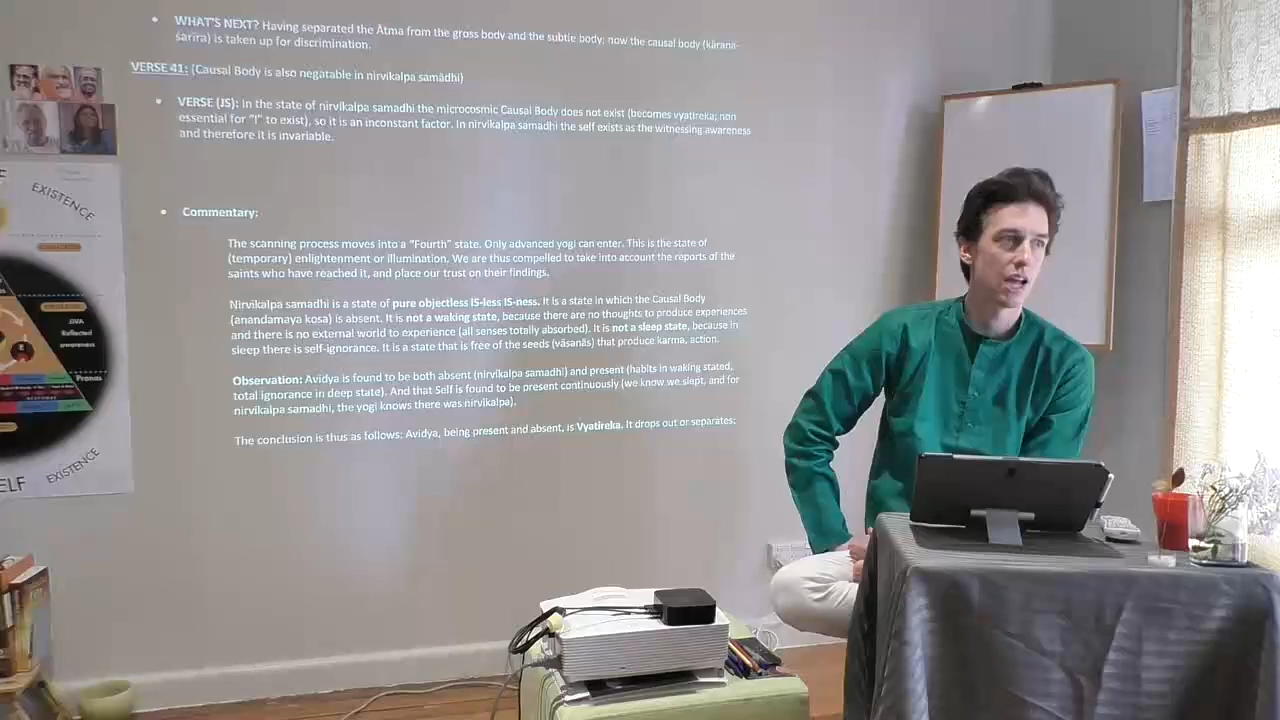 WHAT'S NEXT? Having separated the Ātma from the gross body and the subtle body; now the causal body (kāraṇa-
śarīra) is taken up for discrimination.
VERSE 41: (Causal Body is also negatable in nirvikalpa samādhi)
VERSE (JS): In the state of nirvikalpa samadhi the microcosmic Causal Body does not exist (becomes vyatireka; non
essential for "I" to exist), so it is an inconstant factor. In nirvikalpa samadhi the self exists as the witnessing awareness
and therefore it is invariable.
Commentary:
The scanning process moves into a "Fourth" state. Only advanced yogi can enter. This is the state of
(temporary) enlightenment or illumination. We are thus compelled to take into account the reports of the
saints who have reached it, and place our trust on their findings.
Nirvikalpa samadhi is a state of pure objectless IS-less IS-ness. It is a state in which the Causal Body
(anandamaya kosa) is absent. It is not a waking state, because there are no thoughts to produce experiences
and there is no external world to experience (all senses totally absorbed). It is not a sleep state, because in
sleep there is self-ignorance. It is a state that is free of the seeds (vāsanās) that produce karma, action.
Observation: Avidya is found to be both absent (nirvikalpa samadhi) and present (habits in waking stated,
total ignorance in deep state). And that Self is found to be present continuously (we know we slept, and for
nirvikalpa samadhi, the yogi knows there was nirvikalpa).
The conclusion is thus as follows: Avidya, being present and absent, is Vyatireka. It drops out or separates:
EXISTENCE
JIVA
Reflected
Awareness
Pranas
EXISTENCE